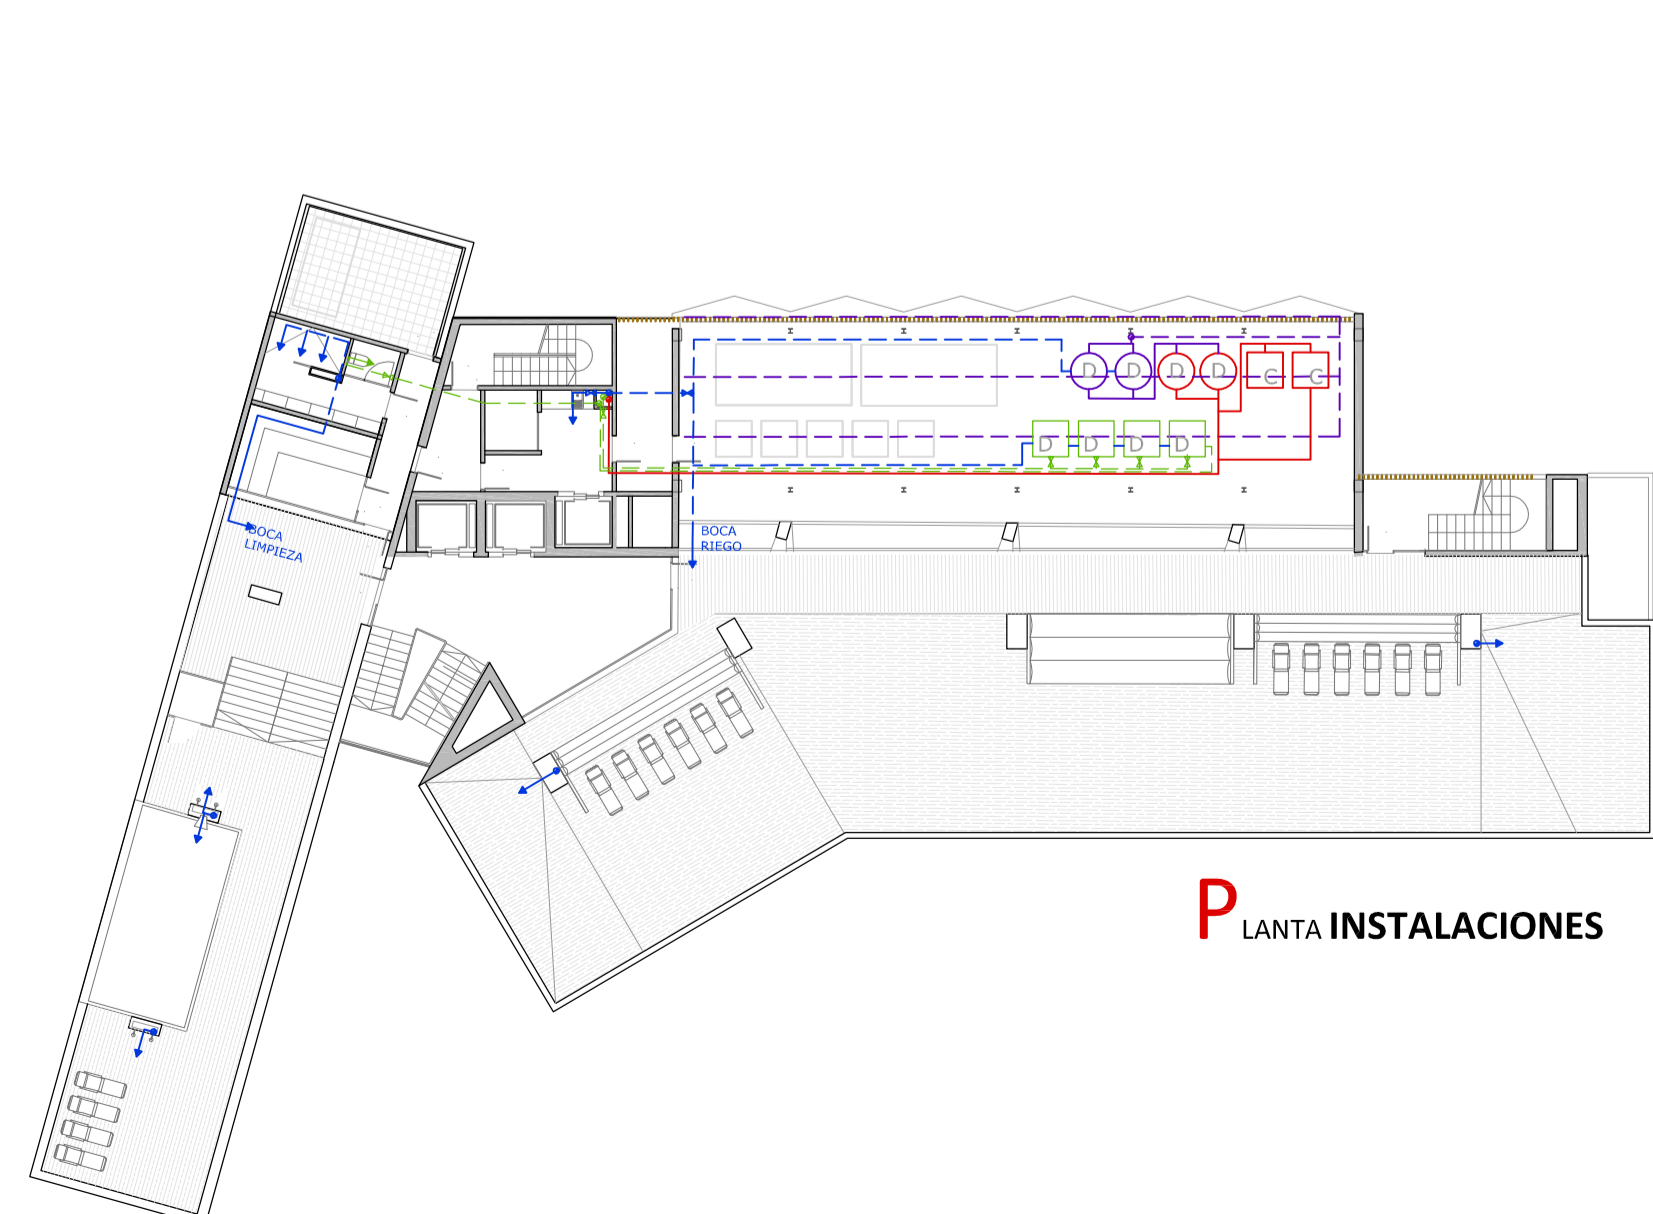 D D D D C C
D D D D
BOCA
LIMPIEZA
BOCA
RIEGO
PLANTA INSTALACIONES